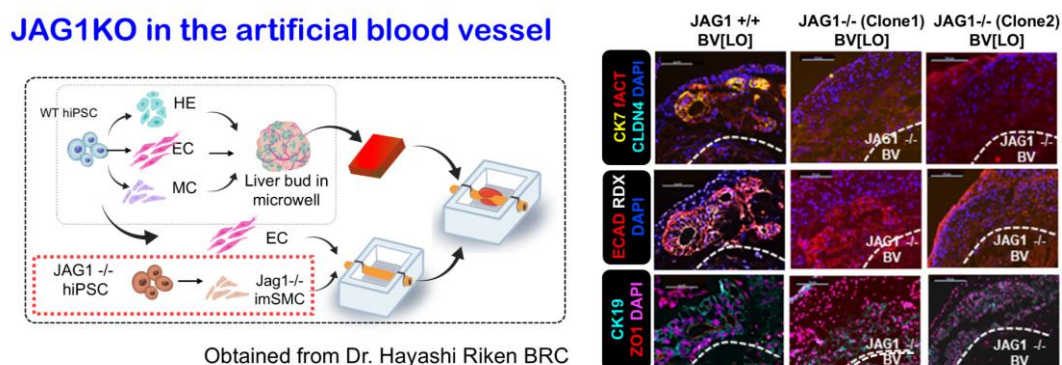 JAG1KO in the artificial blood vessel
WT hiPSC
HE
EC
MC
Liver bud in
microwell
EC
JAG1 -/-
hiPSC
Jag1-/-
imSMC
Obtained from Dr. Hayashi Riken BRC
JAG1 +/+
BV[LO]
JAG1-/- (Clone1)
BV[LO]
JAG1-/- (Clone2)
BV[LO]
CK7 fACT
CLDN4 DAPI
JAG1 -/-
BV
JAG1 -/-
BV
ECAD RDX
DAPI
JAG1 -/-
BV
JAG1 -/-
BV
CK19
ZO1 DAPI
JAG1 -/-
BV
JAG1 -/-
BV